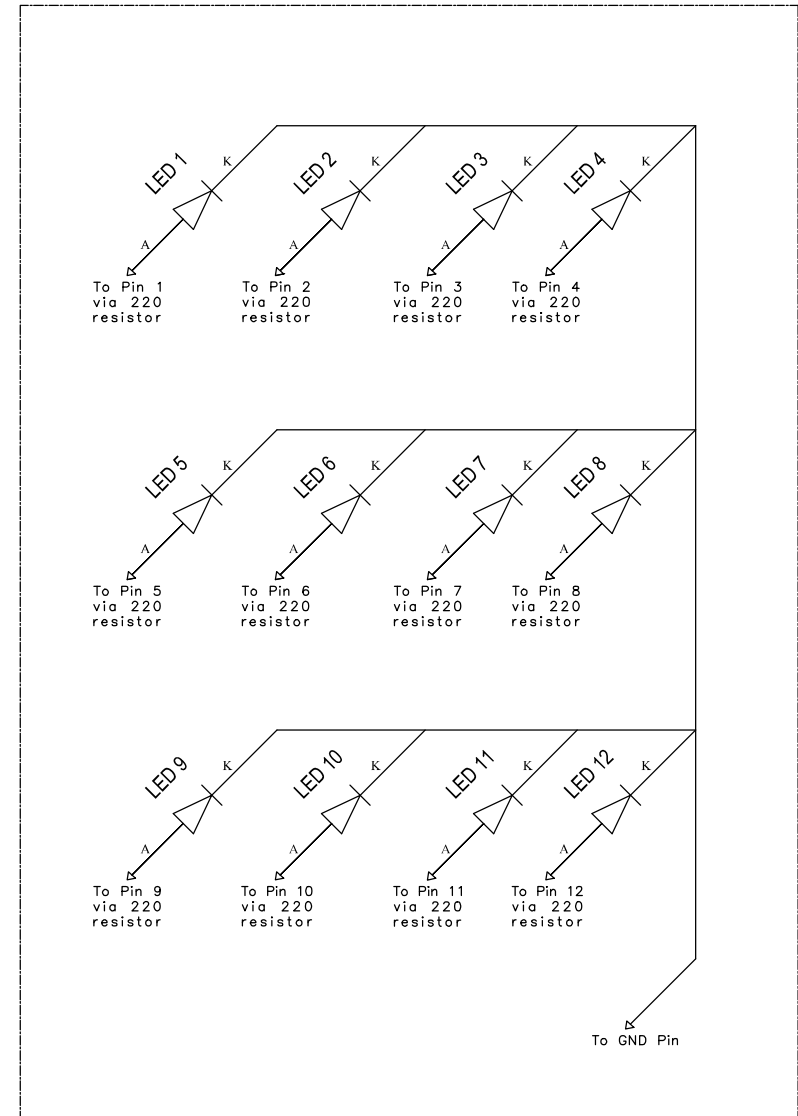 LED 1 LED 2 LED 3 LED 4
K K K K
A A A A
To Pin 1 To Pin 2 To Pin 3 To Pin 4
via 220 via 220 via 220 via 220
resistor resistor resistor resistor
LED 5 LED 6 LED 7 LED 8
K K K K
A A A A
To Pin 5 To Pin 6 To Pin 7 To Pin 8
via 220 via 220 via 220 via 220
resistor resistor resistor resistor
LED 9 LED 10 LED 11 LED 12
K K K K
A A A A
To Pin 9 To Pin 10 To Pin 11 To Pin 12
via 220 via 220 via 220 via 220
resistor resistor resistor resistor
To GND Pin